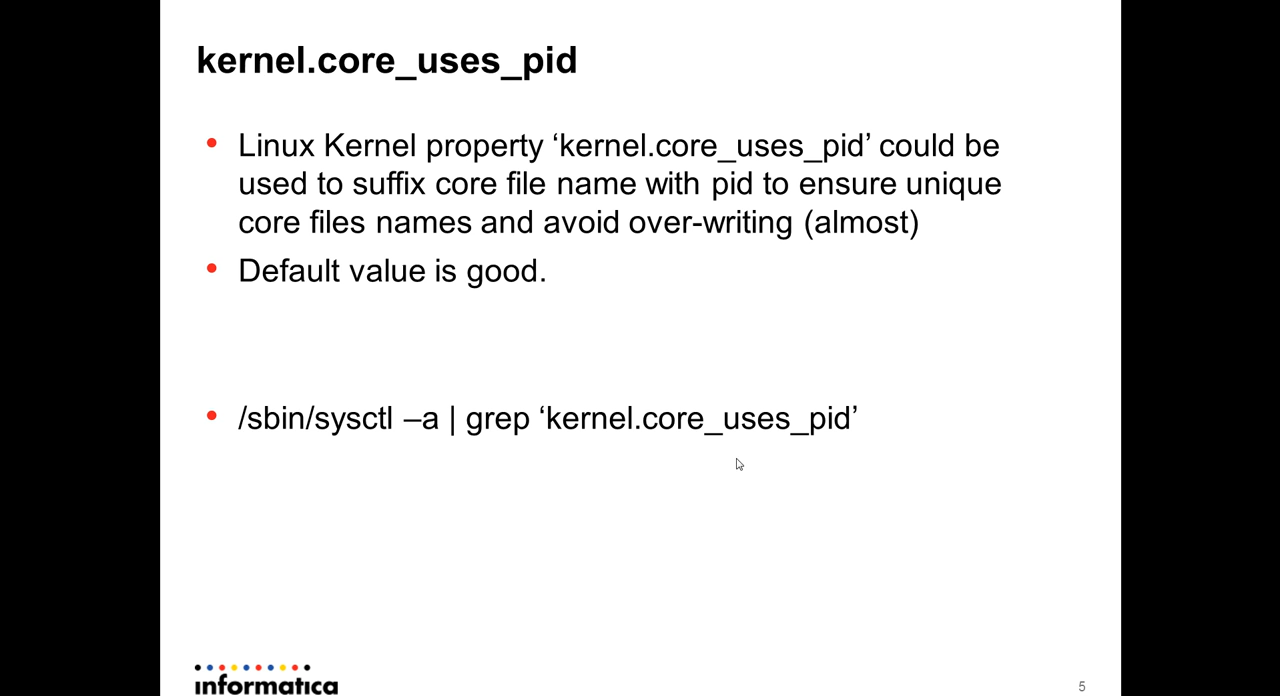 kernel.core_uses_pid
• Linux Kernel property ‘kernel.core_uses_pid’ could be
used to suffix core file name with pid to ensure unique
core files names and avoid over-writing (almost)
• Default value is good.
• /sbin/sysctl –a | grep ‘kernel.core_uses_pid’
informatica
5